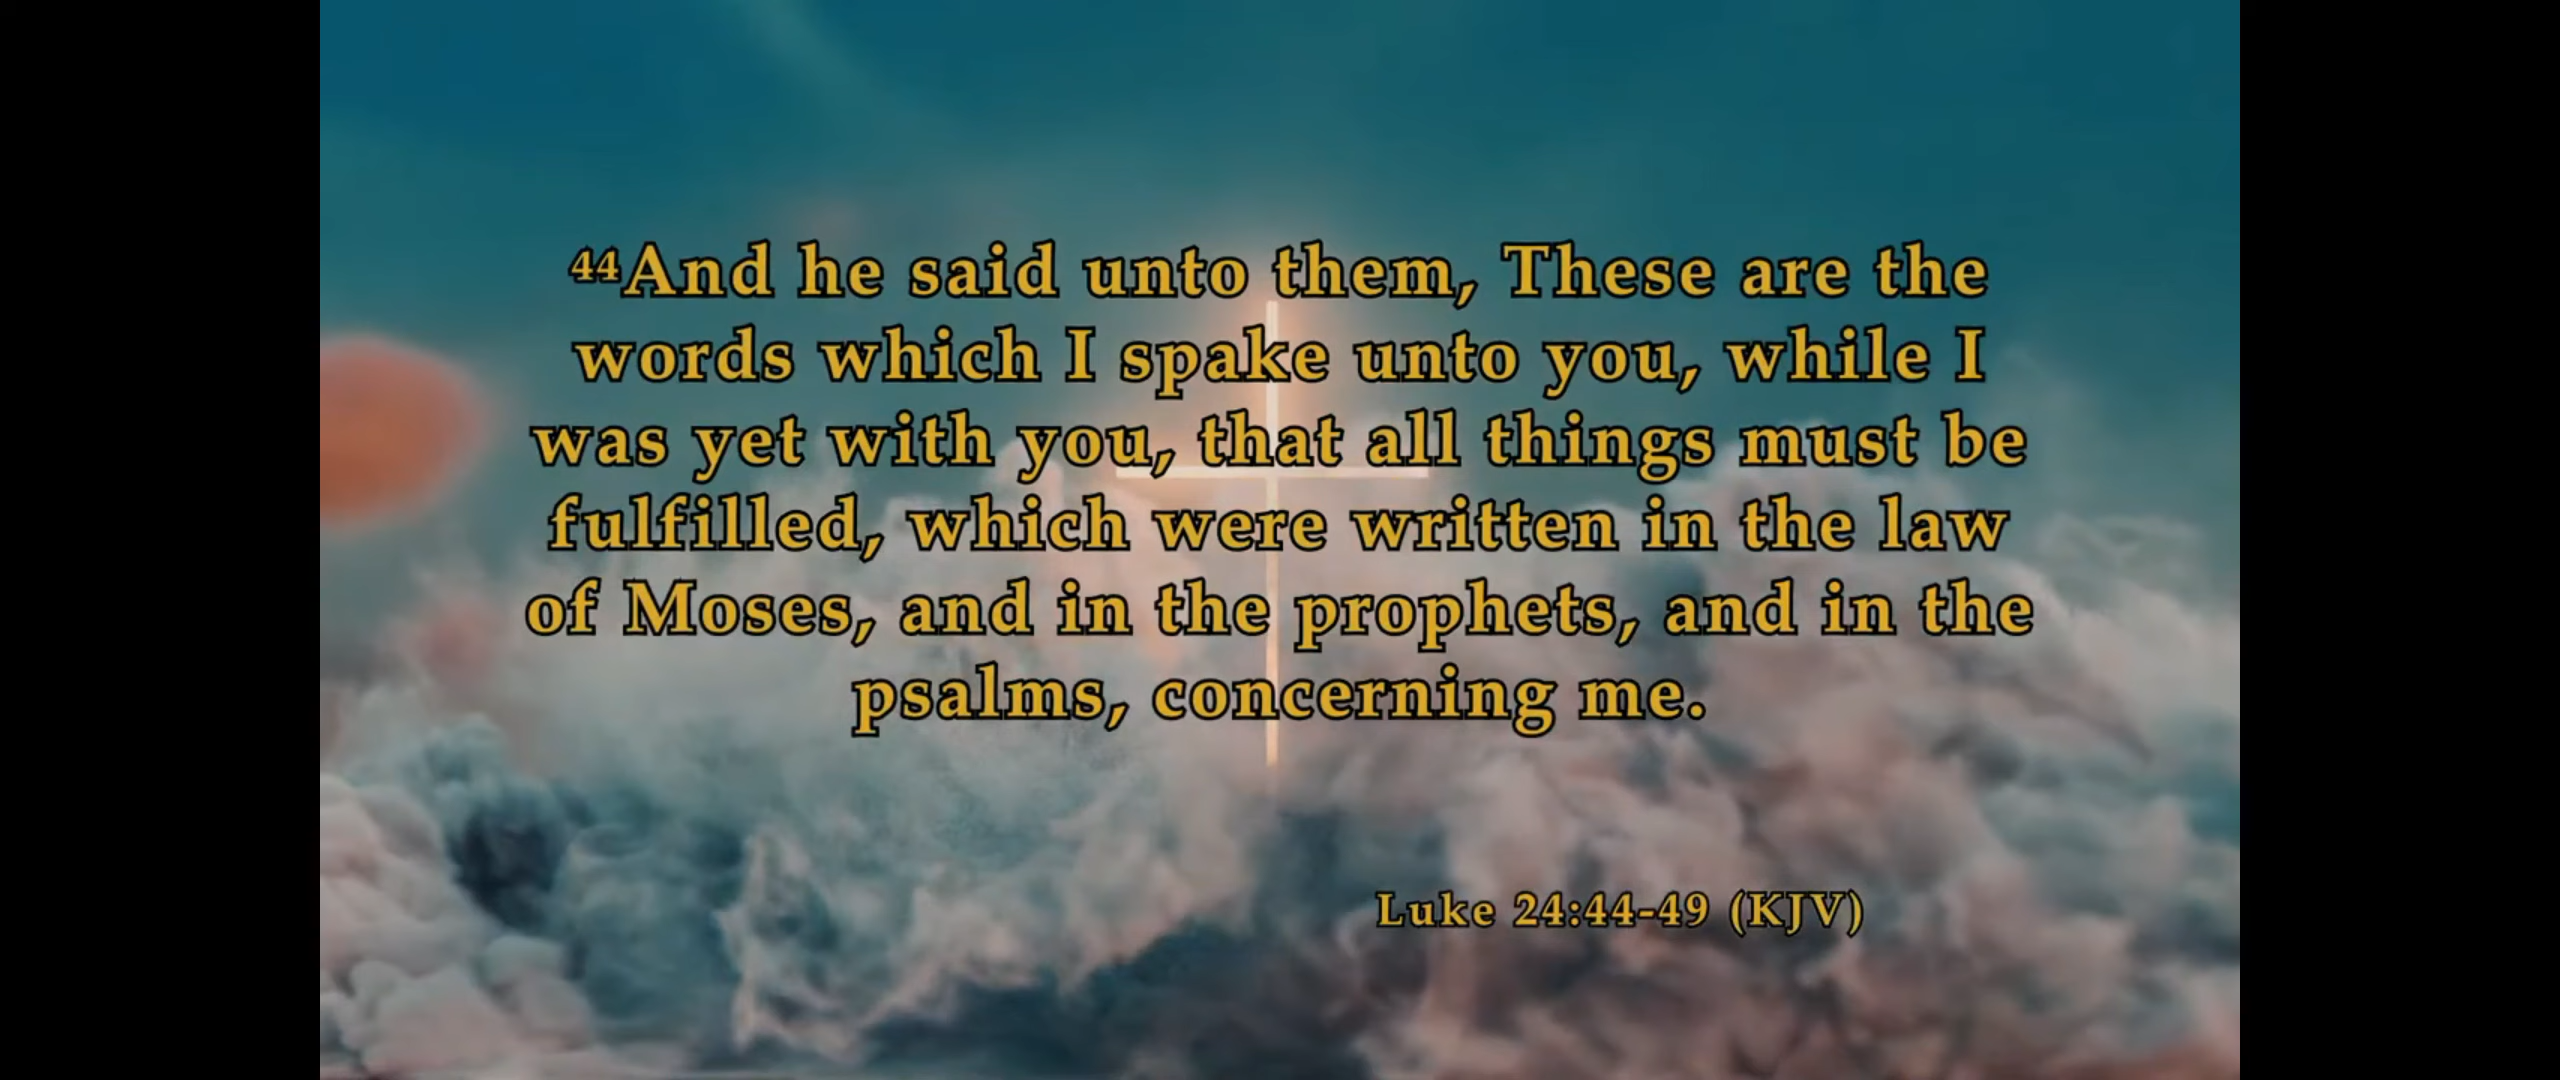 44And he said unto them, These are the
words which I spake unto you, while I
was yet with you, that all things must be
fulfilled, which were written in the law
of Moses, and in the prophets, and in the
psalms, concerning me.
Luke 24:44-49 (KJV)